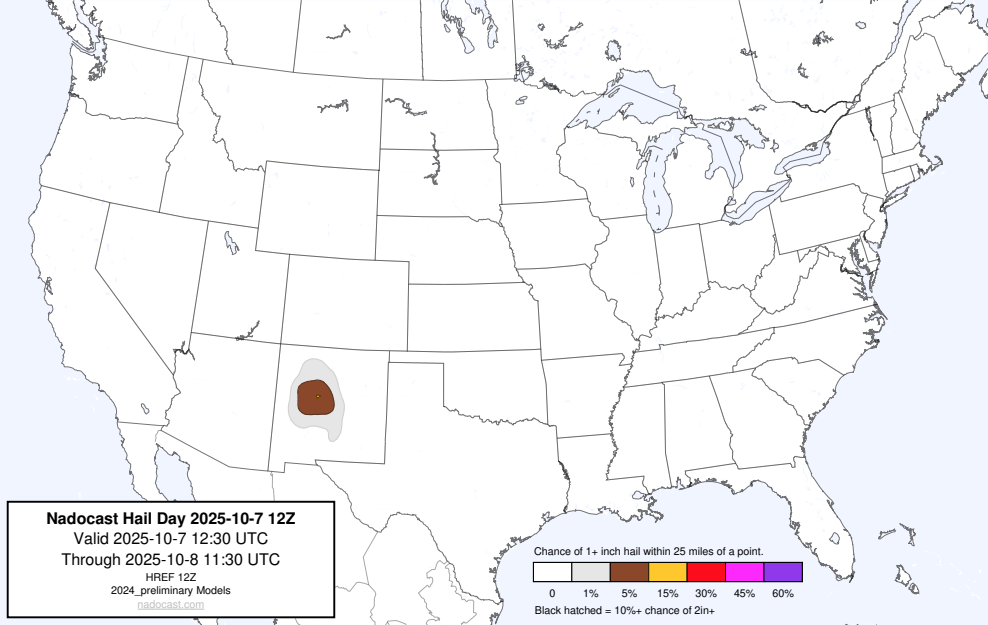 Nadocast Hail Day 2025-10-7 12Z
Valid 2025-10-7 12:30 UTC
Through 2025-10-8 11:30 UTC
HREF 12Z
2024_preliminary Models
nadocast.com
Chance of 1+ inch hail within 25 miles of a point.
0 1% 5% 15% 30% 45% 60%
Black hatched = 10%+ chance of 2in+